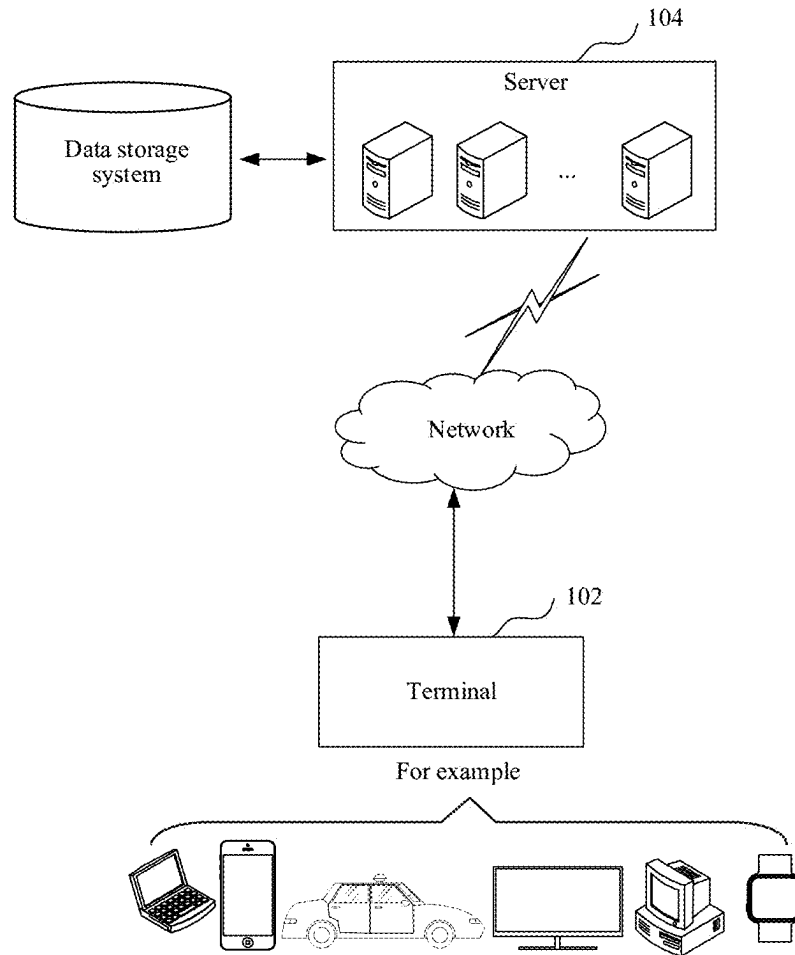 104
Server
Data storage
system
...
Network
102
Terminal
For example